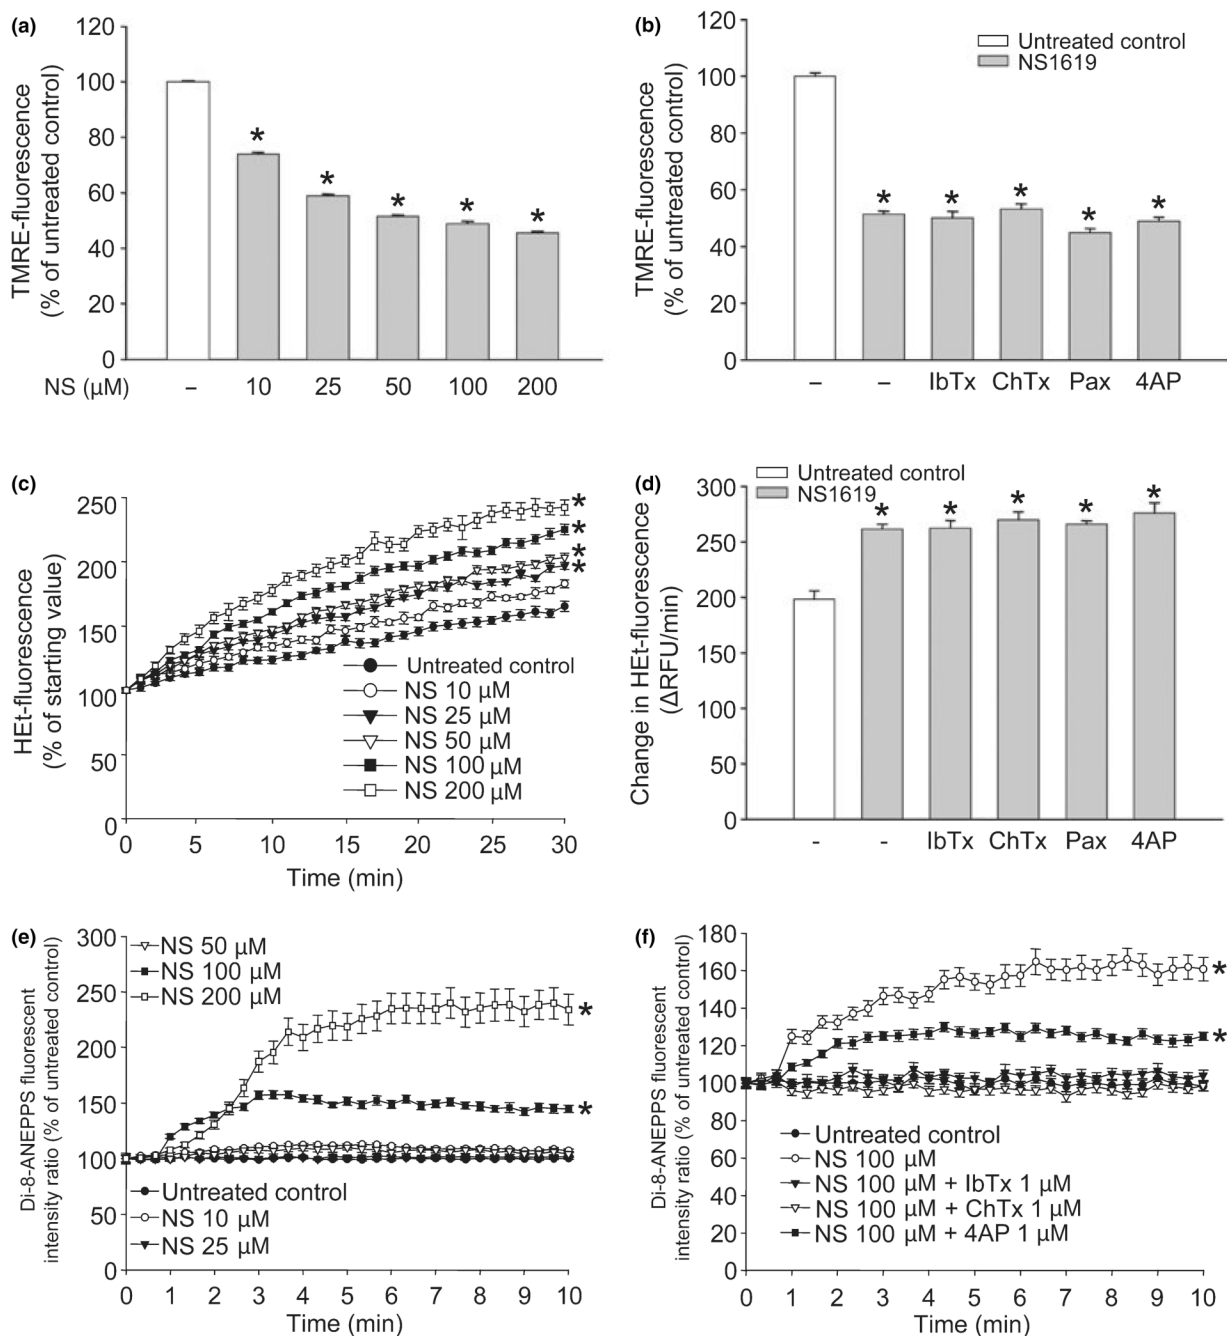 (a)
TMRE-fluorescence
(% of untreated control)
120
100
80
60
40
20
0
* * * * *
NS (µM) – 10 25 50 100 200
(b)
TMRE-fluorescence
(% of untreated control)
120
100
80
60
40
20
0
Untreated control
NS1619
* * * * *
– – IbTx ChTx Pax 4AP
(c)
HEt-fluorescence
(% of starting value)
250
200
150
100
50
0
*
*
*
*
Untreated control
NS 10 µM
NS 25 µM
NS 50 µM
NS 100 µM
NS 200 µM
0 5 10 15 20 25 30
Time (min)
(d)
Change in HEt-fluorescence
(ΔRFU/min)
300
250
200
150
100
50
0
Untreated control
NS1619
* * * * *
- - IbTx ChTx Pax 4AP
(e)
Di-8-ANEPPS fluorescent
intensity ratio (% of untreated control)
300
250
200
150
100
50
0
NS 50 µM
NS 100 µM
NS 200 µM
*
*
Untreated control
NS 10 µM
NS 25 µM
0 1 2 3 4 5 6 7 8 9 10
Time (min)
(f)
Di-8-ANEPPS fluorescent
intensity ratio (% of untreated control)
180
160
140
120
100
80
60
40
20
0
*
*
Untreated control
NS 100 µM
NS 100 µM + IbTx 1 µM
NS 100 µM + ChTx 1 µM
NS 100 µM + 4AP 1 µM
0 1 2 3 4 5 6 7 8 9 10
Time (min)